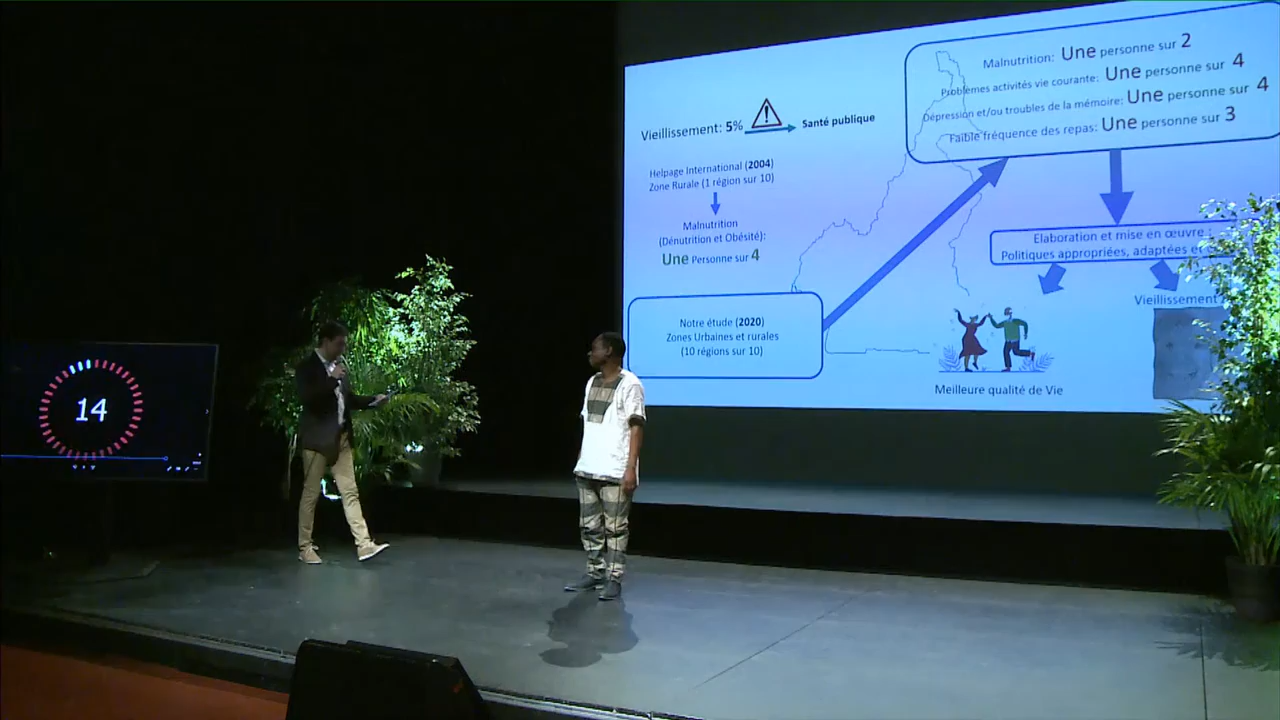 Vieillissement: 5%
Santé publique
Helpage International (2004)
Zone Rurale (1 région sur 10)
Malnutrition
(Dénutrition et Obésité):
Une Personne sur 4
Notre étude (2020)
Zones Urbaines et rurales
(10 régions sur 10)
Malnutrition: Une personne sur 2
Problèmes activités vie courante: Une personne sur 4
Dépression et/ou troubles de la mémoire: Une personne sur 4
Faible fréquence des repas: Une personne sur 3
Elaboration et mise en œuvre :
Politiques appropriées, adaptées et
Meilleure qualité de Vie
Vieillissement
14